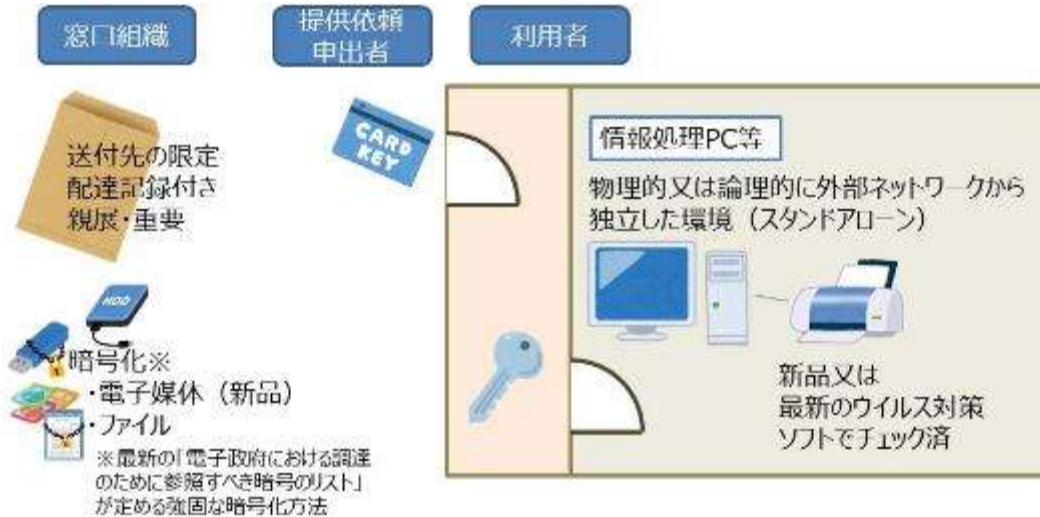 窓口組織
提供依頼
申出者
利用者
送付先の限定
配達記録付き
親展・重要
CARD
KEY
情報処理PC等
物理的又は論理的に外部ネットワークから
独立した環境（スタンドアローン）
HDD
暗号化※
・電子媒体（新品）
・ファイル
※最新の「電子政府における調達
のために参照すべき暗号のリスト」
が定める強固な暗号化方法
新品又は
最新のウイルス対策
ソフトでチェック済